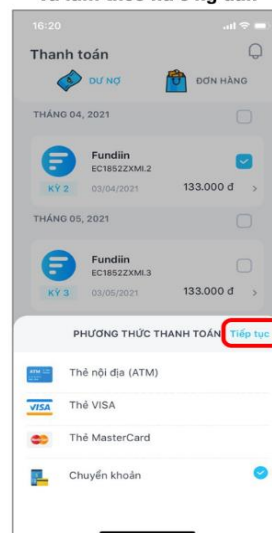 16:20
Thanh toán
DƯ NỢ
ĐƠN HÀNG
THÁNG 04, 2021
Fundiin
EC1852ZXMI.2
KỲ 2
03/04/2021
133.000 đ
THÁNG 05, 2021
Fundiin
EC1852ZXMI.3
KỲ 3
03/05/2021
133.000 đ
PHƯƠNG THỨC THANH TOÁN Tiếp tục
Thẻ nội địa (ATM)
VISA Thẻ VISA
Thẻ MasterCard
Chuyển khoản